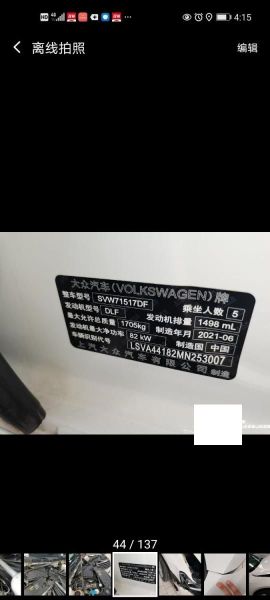 HD 4G 4:15
离线拍照 编辑
大众汽车(VOLKSWAGEN)牌
整车型号 SVW71517DF 乘坐人数 5
发动机型号 DLF 发动机排量 1498 mL
最大允许总质量 1705kg 制造年月 2021-06
发动机最大净功率 82 kW 制造国 中国
车辆识别代号 LSVA44182MN253007
上汽大众汽车有限公司 制造
44 / 137